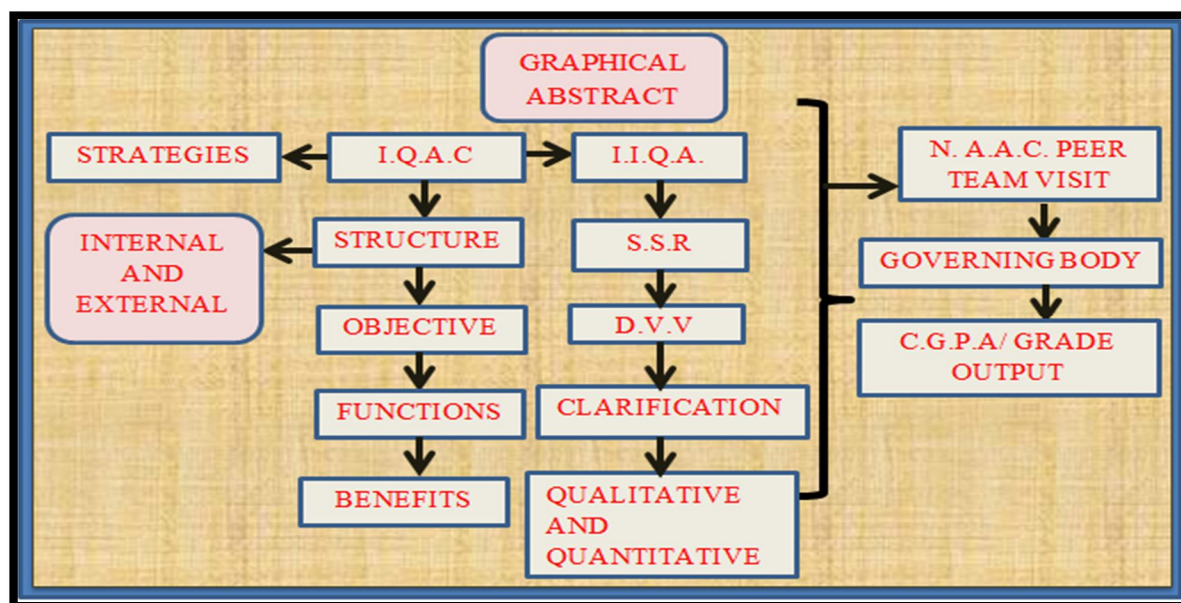 GRAPHICAL
ABSTRACT
STRATEGIES
I.Q.A.C
I.I.Q.A.
N. A.A.C. PEER
TEAM VISIT
INTERNAL
AND
EXTERNAL
STRUCTURE
S.S.R
GOVERNING BODY
OBJECTIVE
D.V.V
C.G.P.A/ GRADE
OUTPUT
FUNCTIONS
CLARIFICATION
BENEFITS
QUALITATIVE
AND
QUANTITATIVE